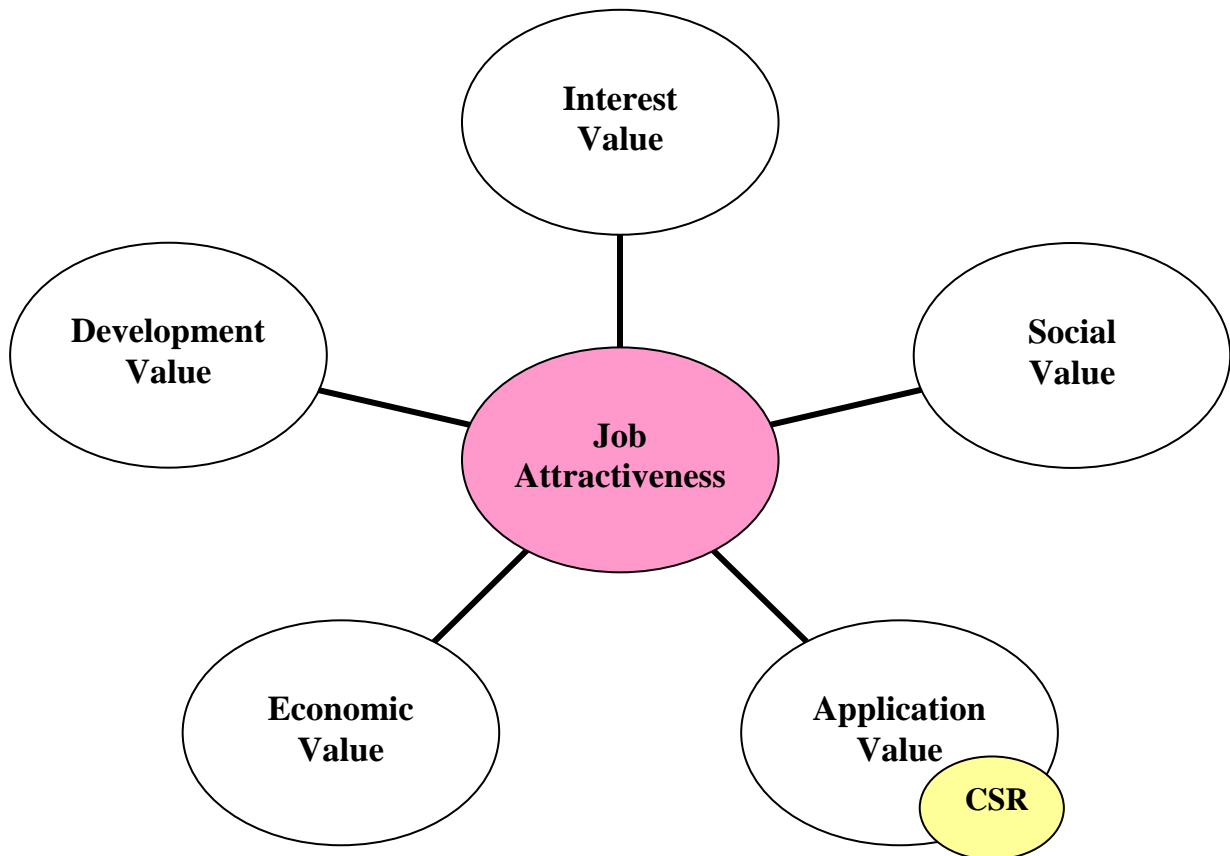 Interest
Value
Development
Value
Social
Value
Job
Attractiveness
Economic
Value
Application
Value
CSR